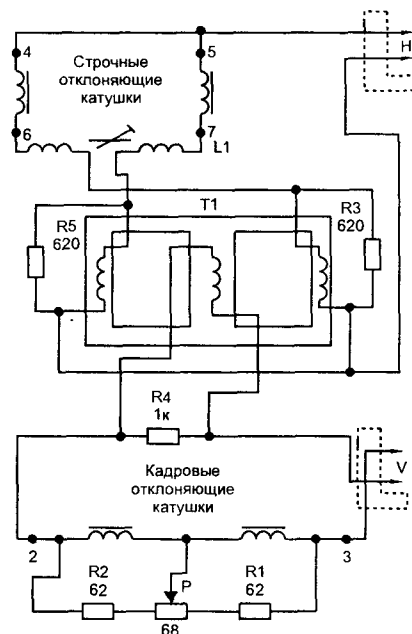 4
5
H
Строчные
отклоняющие
катушки
6
7
L1
T1
R5
620
R3
620
R4
1к
V
Кадровые
отклоняющие
катушки
2
3
R2
62
P
R1
62
68